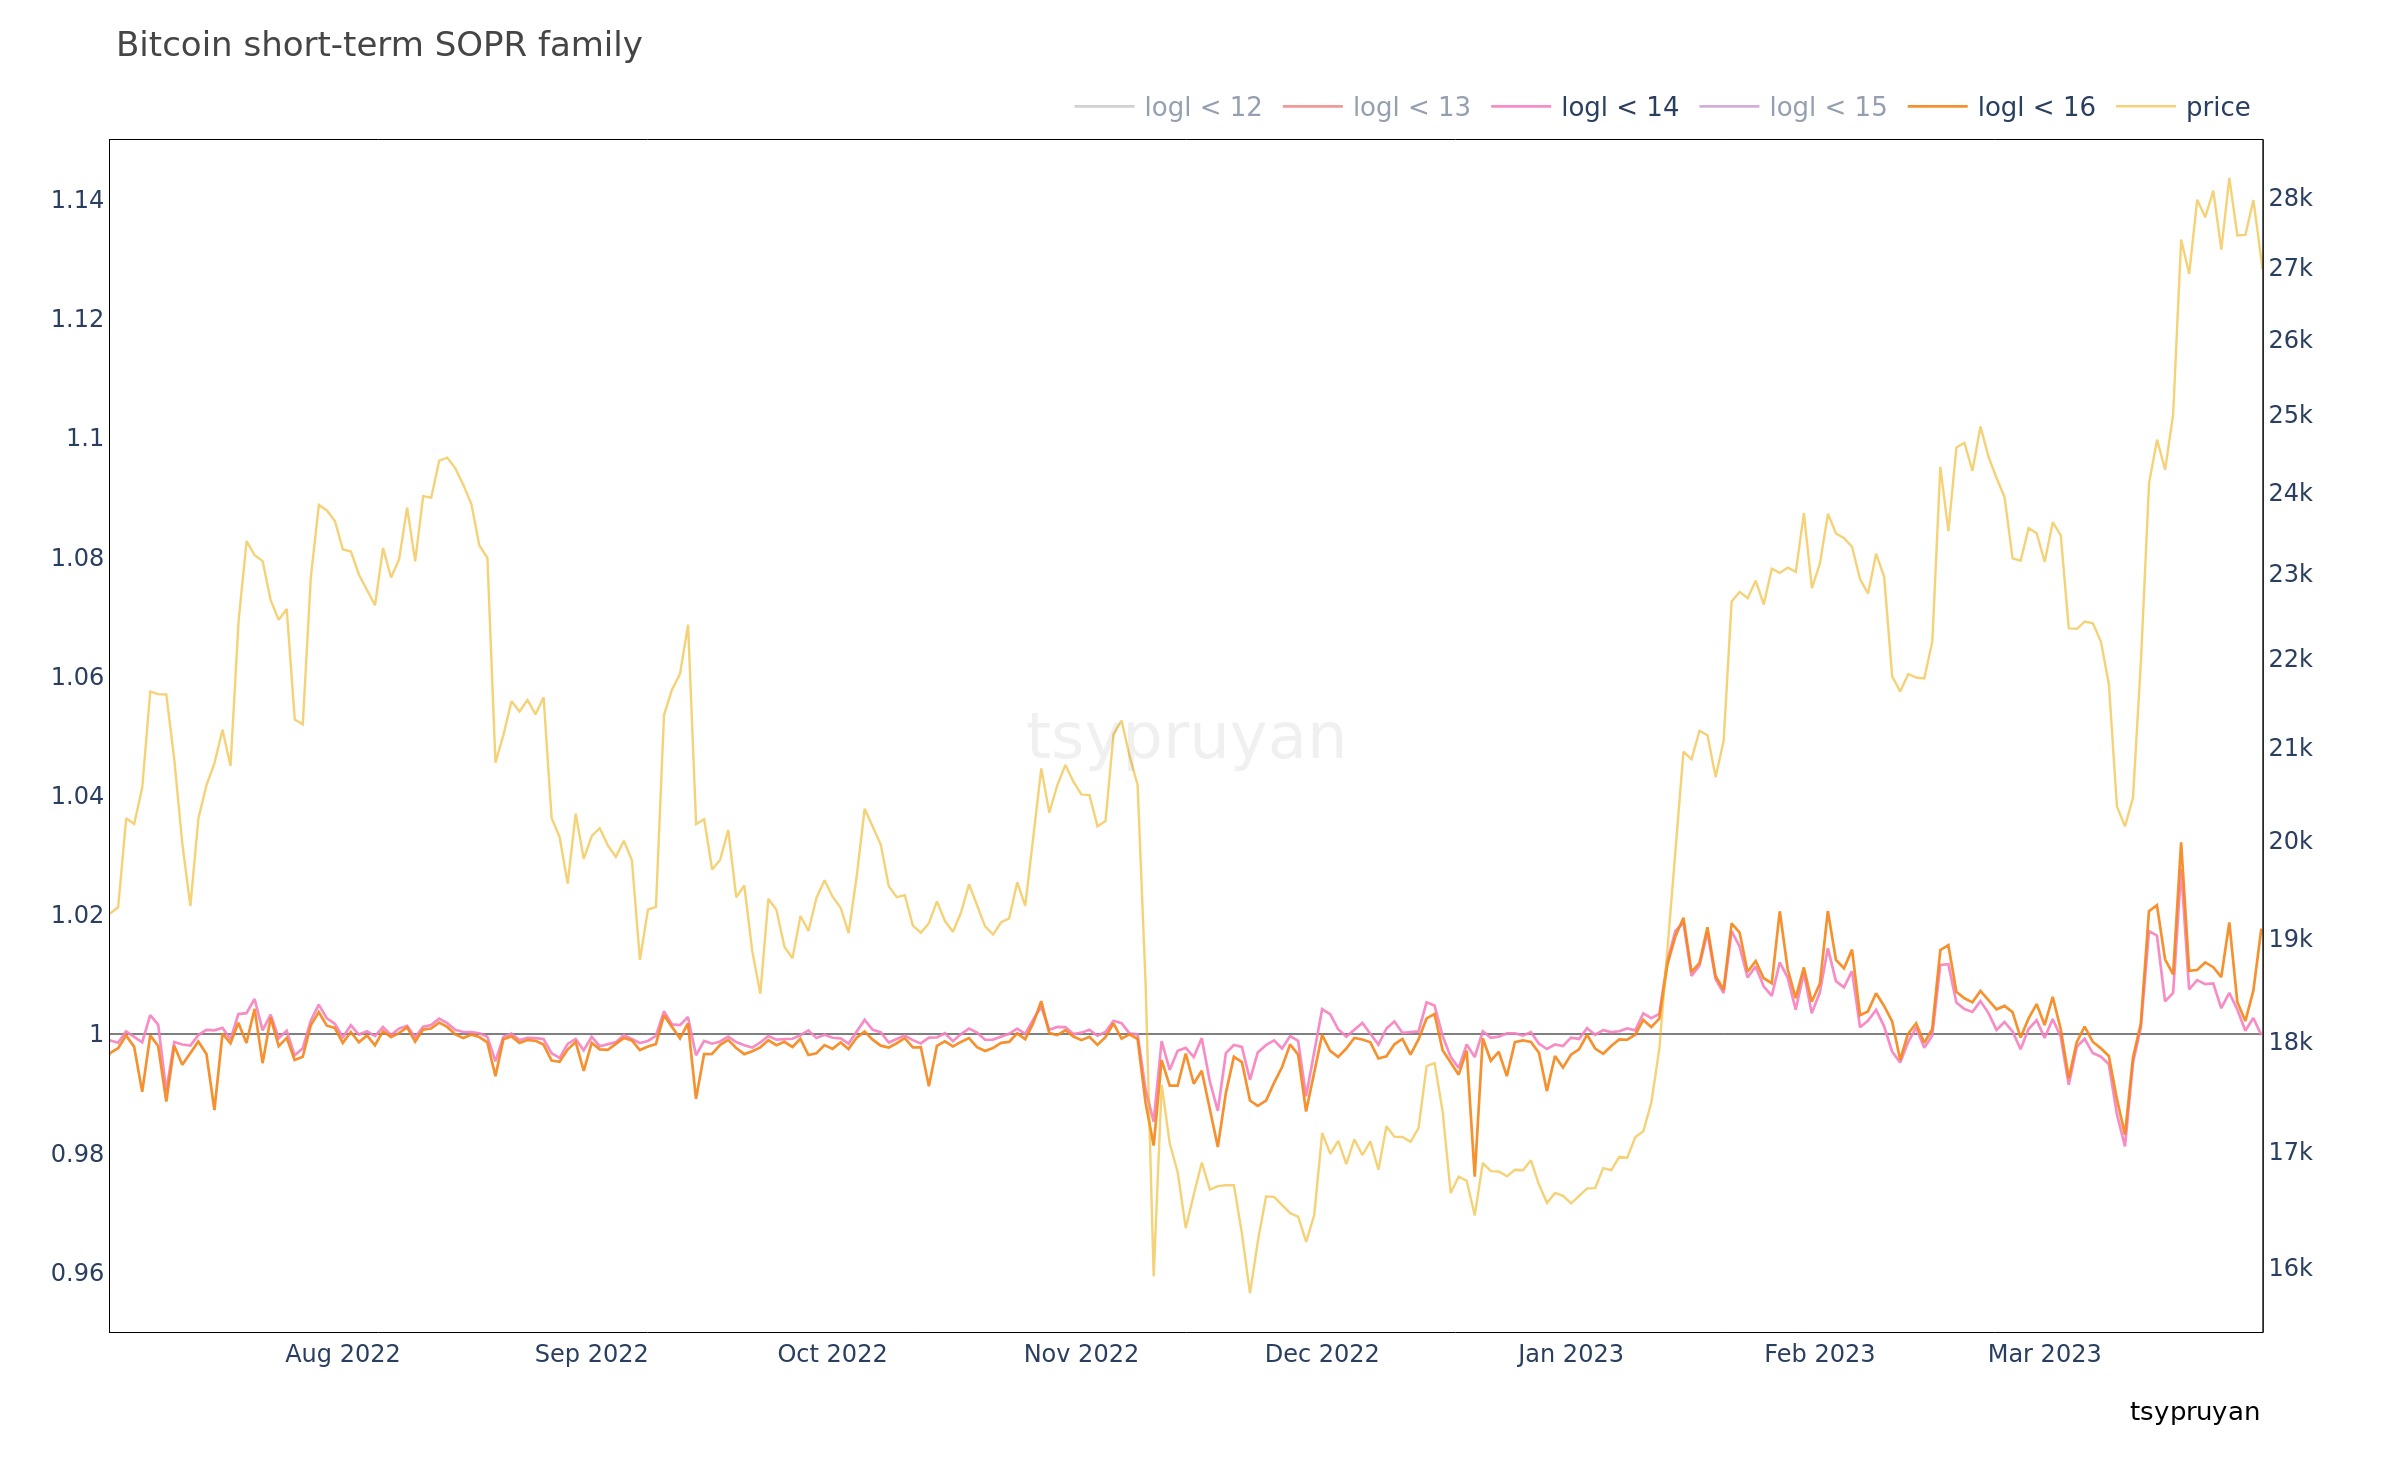 Bitcoin short-term SOPR family
logl < 12 logl < 13 logl < 14 logl < 15 logl < 16 price
1.14
1.12
1.1
1.08
1.06
1.04
1.02
1
0.98
0.96
28k
27k
26k
25k
24k
23k
22k
21k
20k
19k
18k
17k
16k
tsypruyan
Aug 2022 Sep 2022 Oct 2022 Nov 2022 Dec 2022 Jan 2023 Feb 2023 Mar 2023
tsypruyan